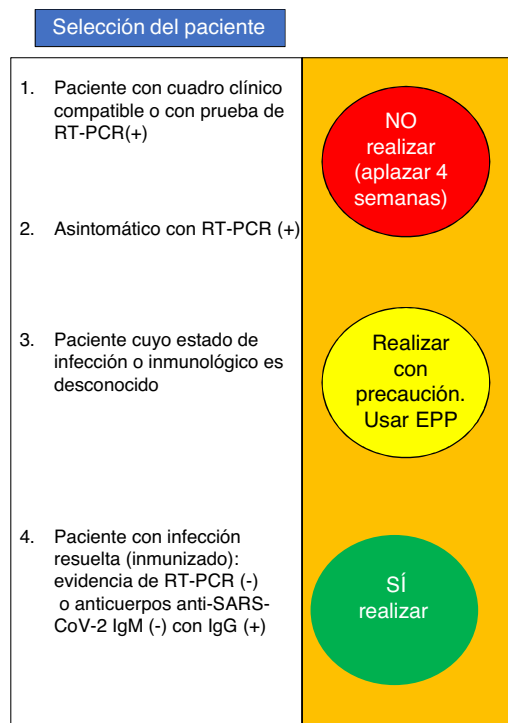 Selección del paciente
1. Paciente con cuadro clínico
compatible o con prueba de
RT-PCR(+)
NO
realizar
(aplazar 4
semanas)
2. Asintomático con RT-PCR (+)
3. Paciente cuyo estado de
infección o inmunológico es
desconocido
Realizar
con
precaución.
Usar EPP
4. Paciente con infección
resuelta (inmunizado):
evidencia de RT-PCR (-)
o anticuerpos anti-SARS-
CoV-2 IgM (-) con IgG (+)
SÍ
realizar